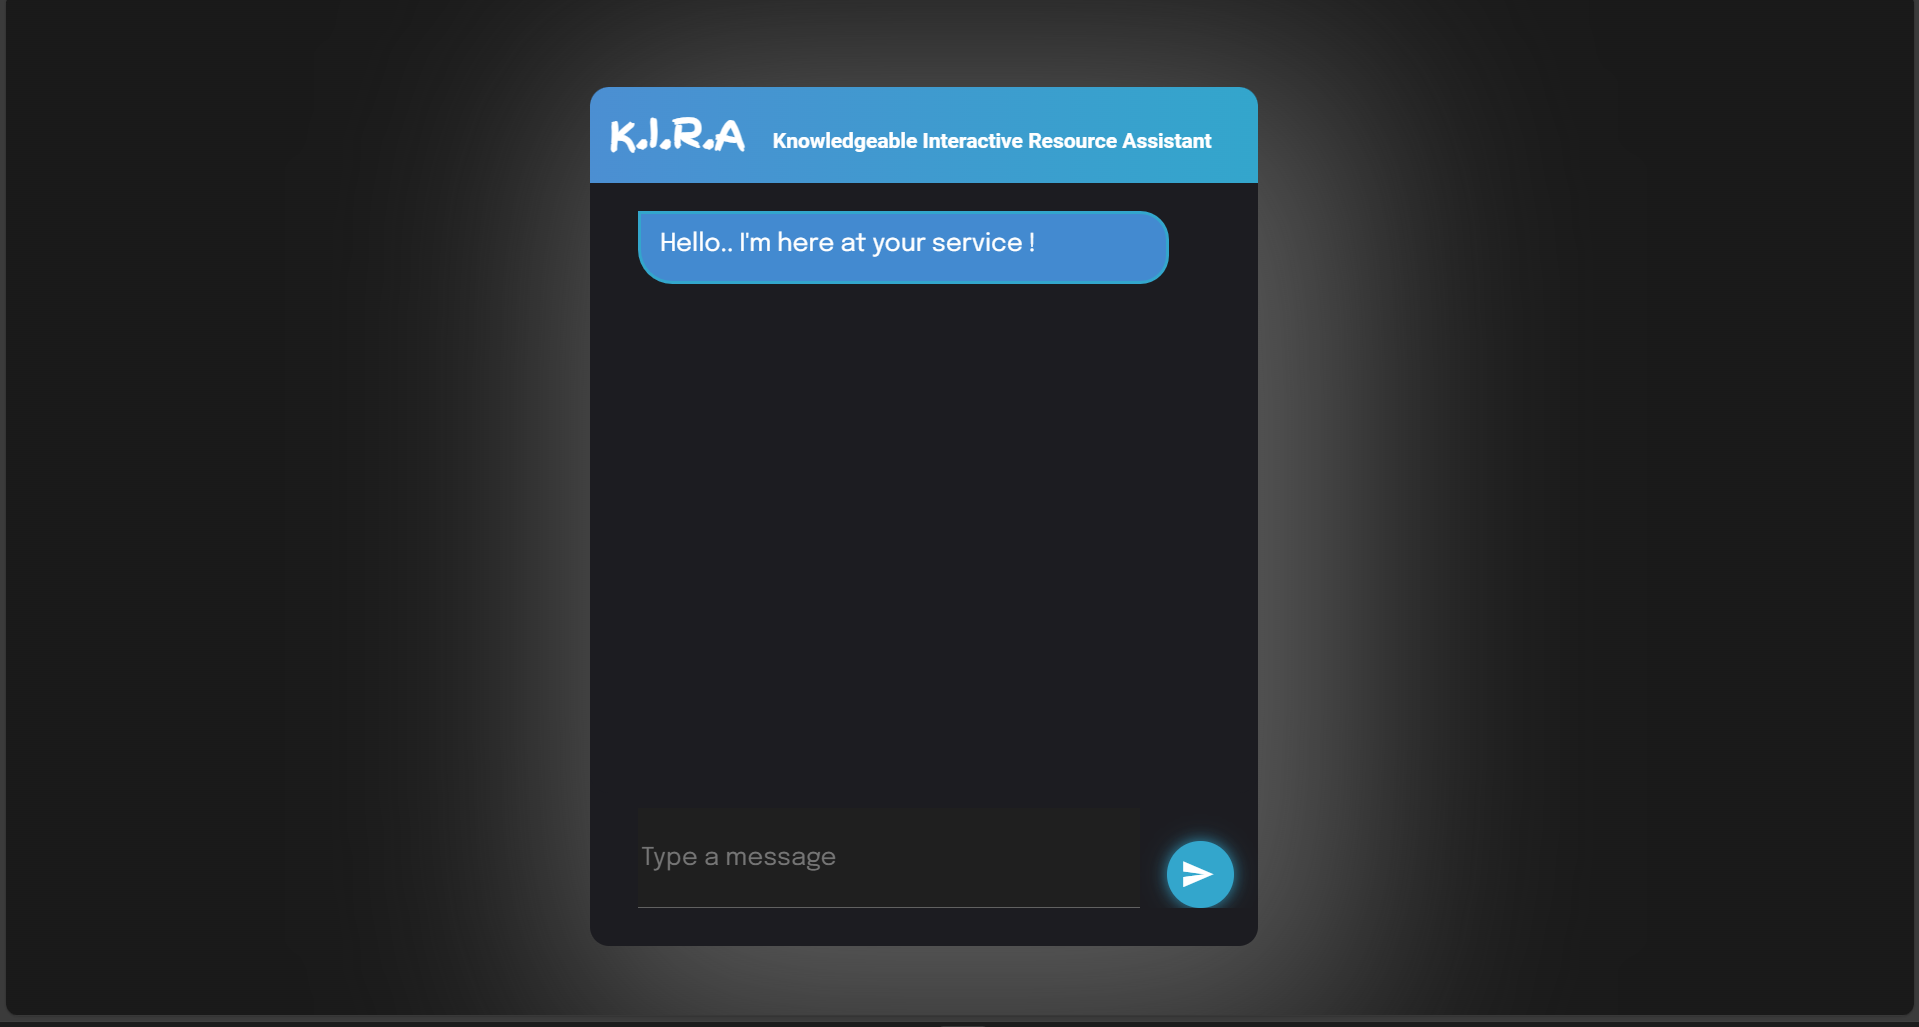 K.I.R.A Knowledgeable Interactive Resource Assistant
Hello.. I'm here at your service !
Type a message